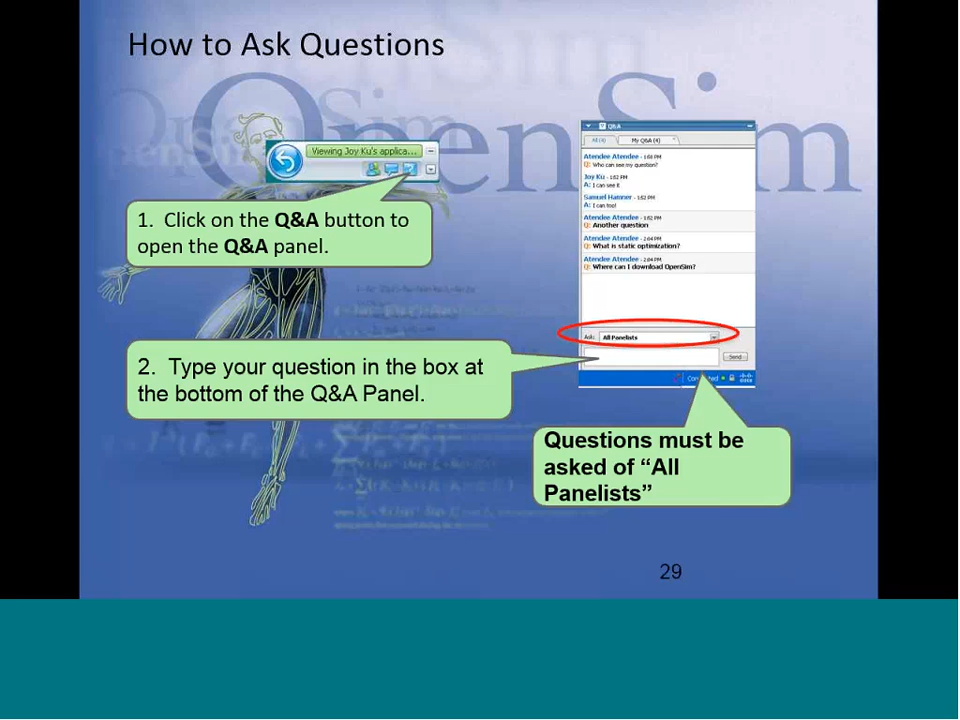 How to Ask Questions
OpenSim
Viewing Joy Ku's applica...
1. Click on the Q&A button to
open the Q&A panel.
Q&A
All (4) My Q&A (4)
Atendee Atendee - 1:08 PM
Q: Who can see my question?
Joy Ku - 1:52 PM
A: I can see it
Samuel Hamner - 1:52 PM
A: I can too!
Atendee Atendee - 1:52 PM
Q: Another question
Atendee Atendee - 2:04 PM
Q: What is static optimization?
Atendee Atendee - 2:04 PM
Q: Where can I download OpenSim?
Ask: All Panelists
Send
2. Type your question in the box at
the bottom of the Q&A Panel.
Questions must be
asked of “All
Panelists”
29